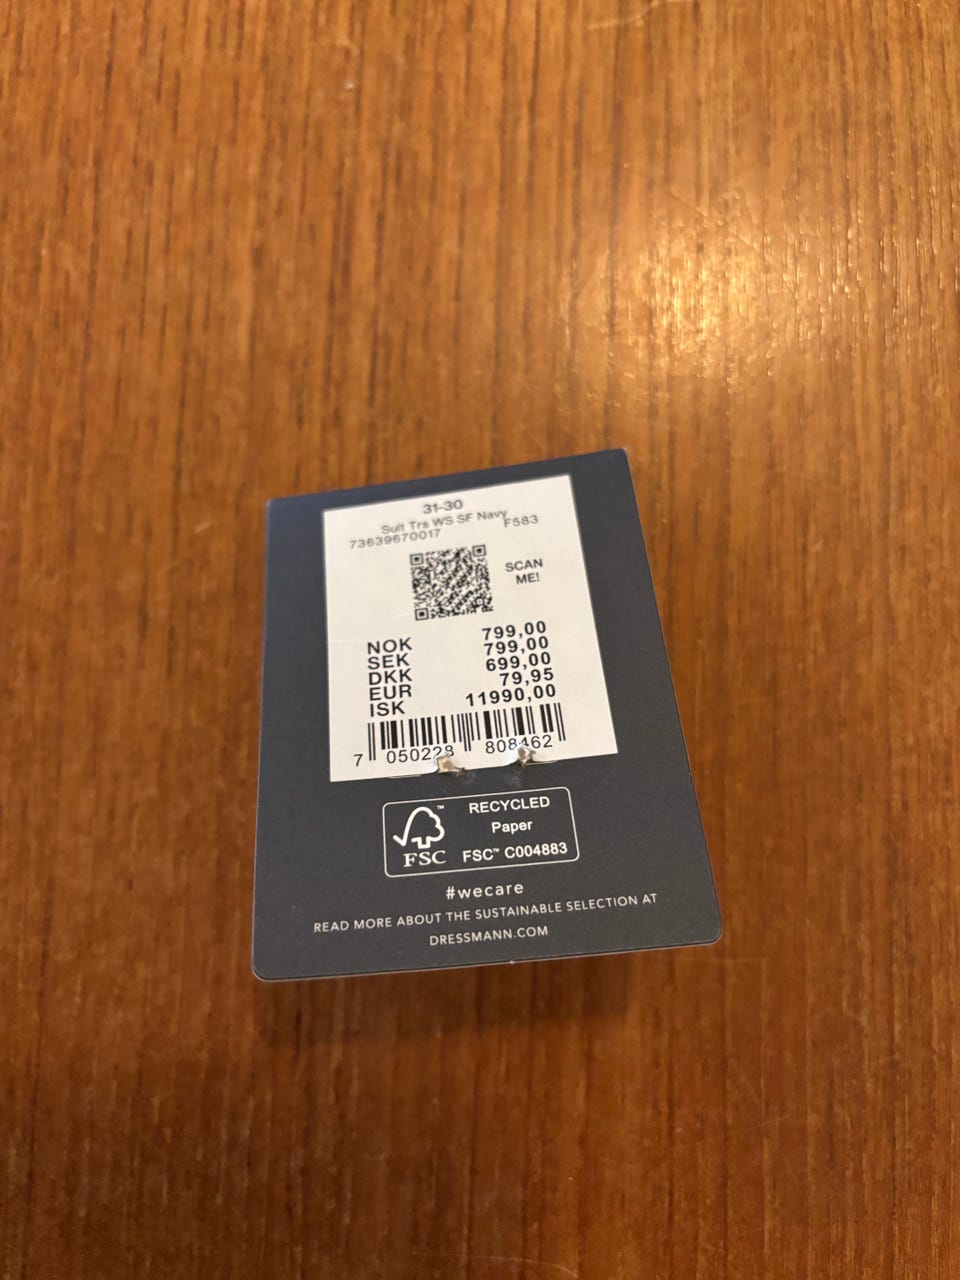 31-30
Suit Trs WS SF Navy
73639670017 F583
SCAN
ME!
NOK 799,00
SEK 799,00
DKK 699,00
EUR 79,95
ISK 11990,00
7 050228 808462
FSC™
RECYCLED
Paper
FSC™ C004883
#wecare
READ MORE ABOUT THE SUSTAINABLE SELECTION AT
DRESSMANN.COM